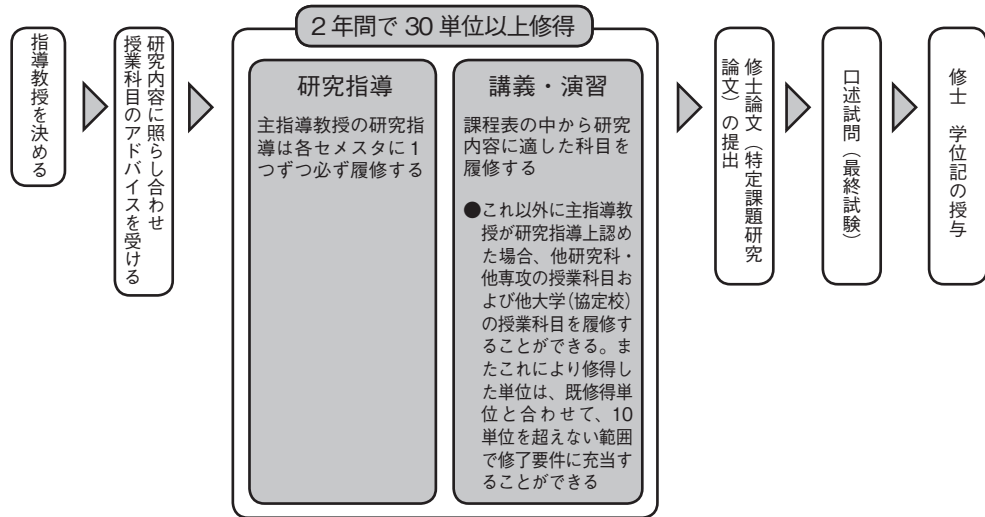 指導教授を決める
研究内容に照らし合わせ
授業科目のアドバイスを受ける
2年間で30単位以上修得
研究指導
主指導教授の研究指
導は各セメスタに1
つずつ必ず履修する
講義・演習
課程表の中から研究
内容に適した科目を
履修する
●これ以外に主指導教
授が研究指導上認め
た場合、他研究科・
他専攻の授業科目お
よび他大学(協定校)
の授業科目を履修す
ることができる。ま
たこれにより修得し
た単位は、既修得単
位と合わせて、10
単位を超えない範囲
で修了要件に充当す
ることができる
修士論文(特定課題研究
論文)の提出
口述試問(最終試験)
修士 学位記の授与